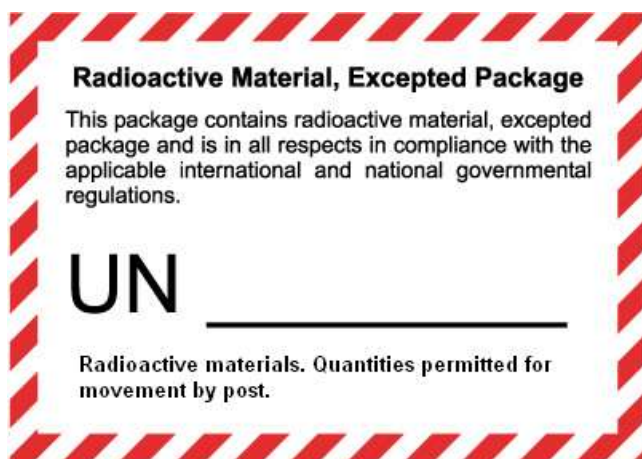 Radioactive Material, Excepted Package
This package contains radioactive material, excepted
package and is in all respects in compliance with the
applicable international and national governmental
regulations.
UN
Radioactive materials. Quantities permitted for
movement by post.